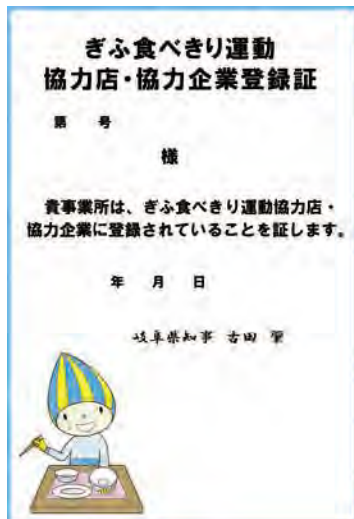 ぎふ食べきり運動
協力店・協力企業登録証
第　号
様
貴事業所は、ぎふ食べきり運動協力店・
協力企業に登録されていることを証します。
年　月　日
岐阜県知事　古田　肇